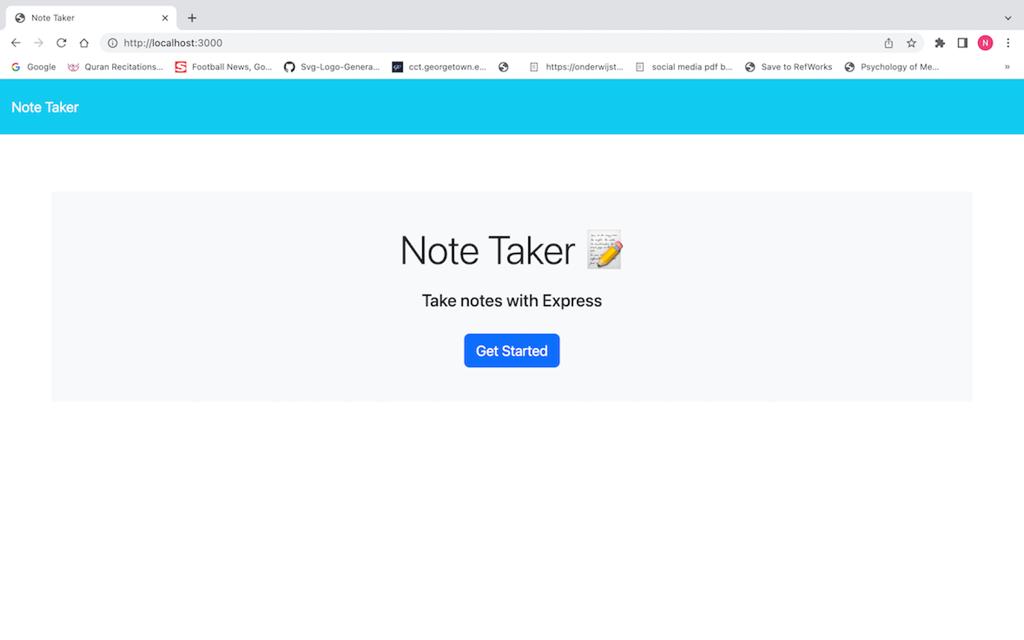 Note Taker
http://localhost:3000
N
Google
Quran Recitations...
Football News, Go...
Svg-Logo-Genera...
cct.georgetown.e...
https://onderwijst...
social media pdf b...
Save to RefWorks
Psychology of Me...
»
Note Taker
Note Taker
Take notes with Express
Get Started